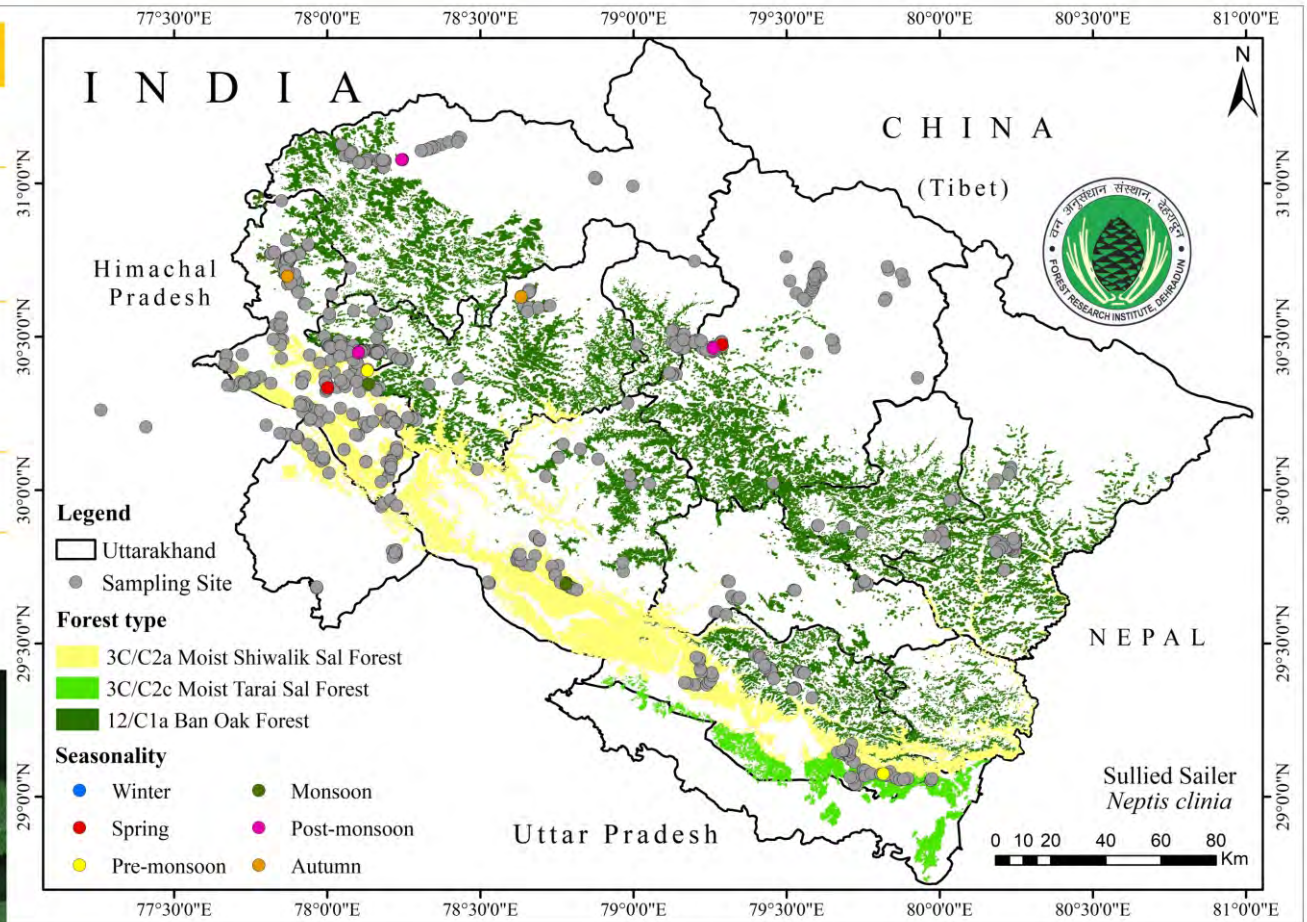 77°30'0"E 78°0'0"E 78°30'0"E 79°0'0"E 79°30'0"E 80°0'0"E 80°30'0"E 81°0'0"E
N
INDIA
CHINA
(Tibet)
वन अनुसंधान संस्थान, देहरादून
FOREST RESEARCH INSTITUTE, DEHRADUN
Himachal
Pradesh
31°0'0"N
31°0'0"N
30°30'0"N
30°30'0"N
30°0'0"N
30°0'0"N
29°30'0"N
29°30'0"N
29°0'0"N
29°0'0"N
Legend
Uttarakhand
Sampling Site
Forest type
3C/C2a Moist Shiwalik Sal Forest
3C/C2c Moist Tarai Sal Forest
12/C1a Ban Oak Forest
Seasonality
Winter
Spring
Pre-monsoon
Monsoon
Post-monsoon
Autumn
NEPAL
Uttar Pradesh
Sullied Sailer
Neptis clinia
0 10 20 40 60 80
Km
77°30'0"E 78°0'0"E 78°30'0"E 79°0'0"E 79°30'0"E 80°0'0"E 80°30'0"E 81°0'0"E